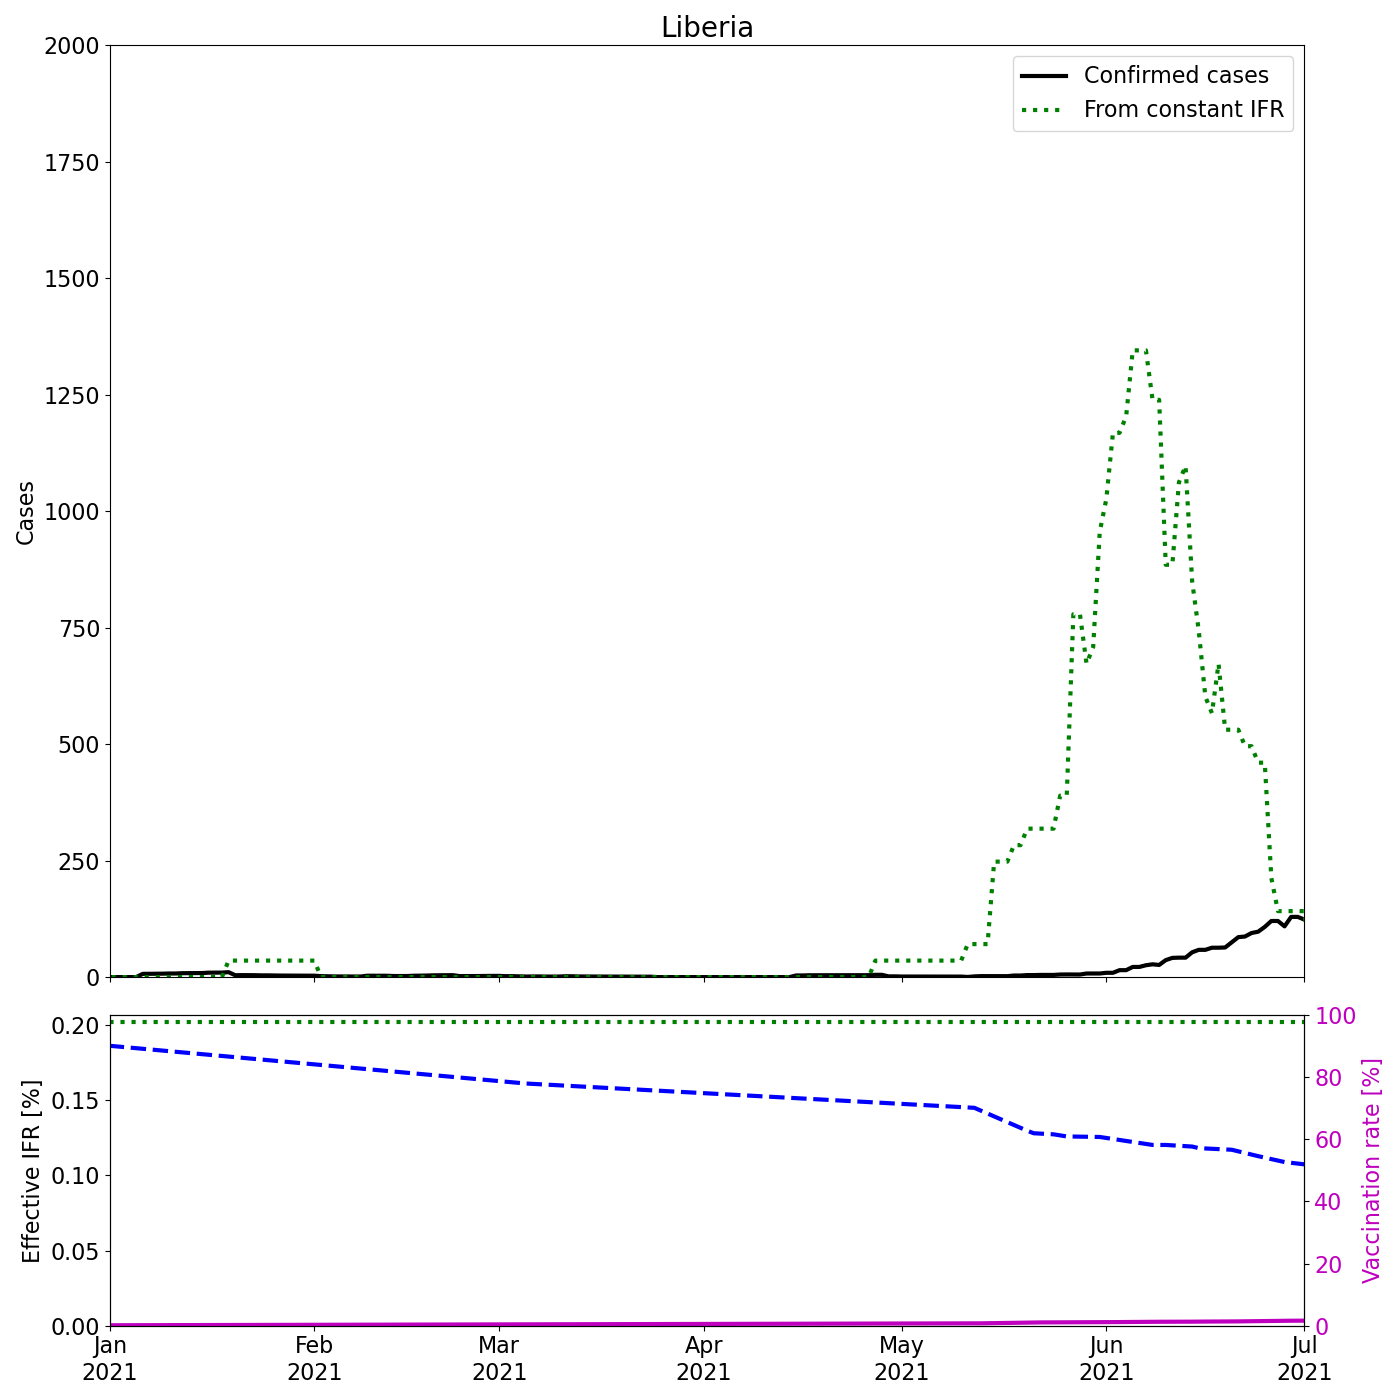 Liberia
2000
1750
1500
1250
1000
750
500
250
0
Cases
Confirmed cases
From constant IFR
0.20
0.15
0.10
0.05
0.00
Effective IFR [%]
100
80
60
40
20
0
Vaccination rate [%]
Jan Feb Mar Apr May Jun Jul
2021 2021 2021 2021 2021 2021 2021